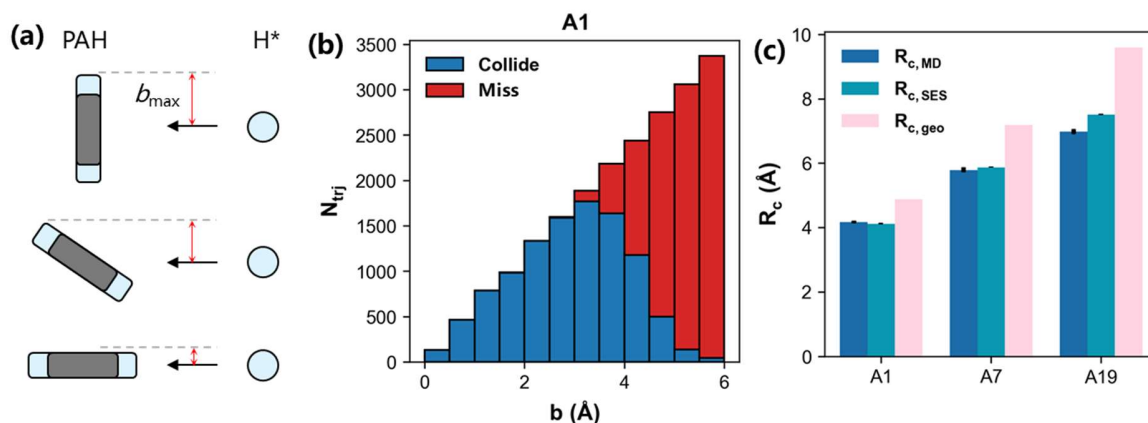 (a)
PAH
H*
b_max
(b)
A1
Collide
Miss
3500
3000
2500
2000
1500
1000
500
0
N_trj
0
2
4
6
b (Å)
(c)
R_c, MD
R_c, SES
R_c, geo
10
8
6
4
2
0
R_c (Å)
A1
A7
A19